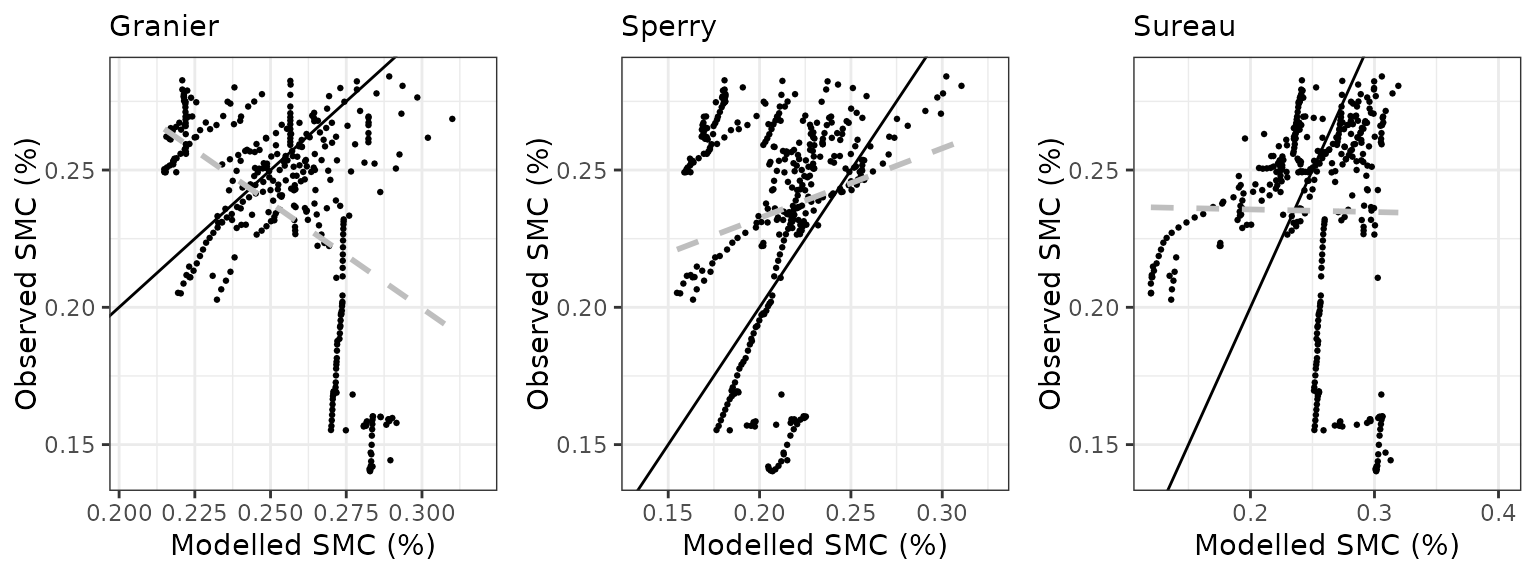 Granier
Observed SMC (%)
0.25
0.20
0.15
0.200 0.225 0.250 0.275 0.300
Modelled SMC (%)
Sperry
Observed SMC (%)
0.25
0.20
0.15
0.15 0.20 0.25 0.30
Modelled SMC (%)
Sureau
Observed SMC (%)
0.25
0.20
0.15
0.2 0.3 0.4
Modelled SMC (%)